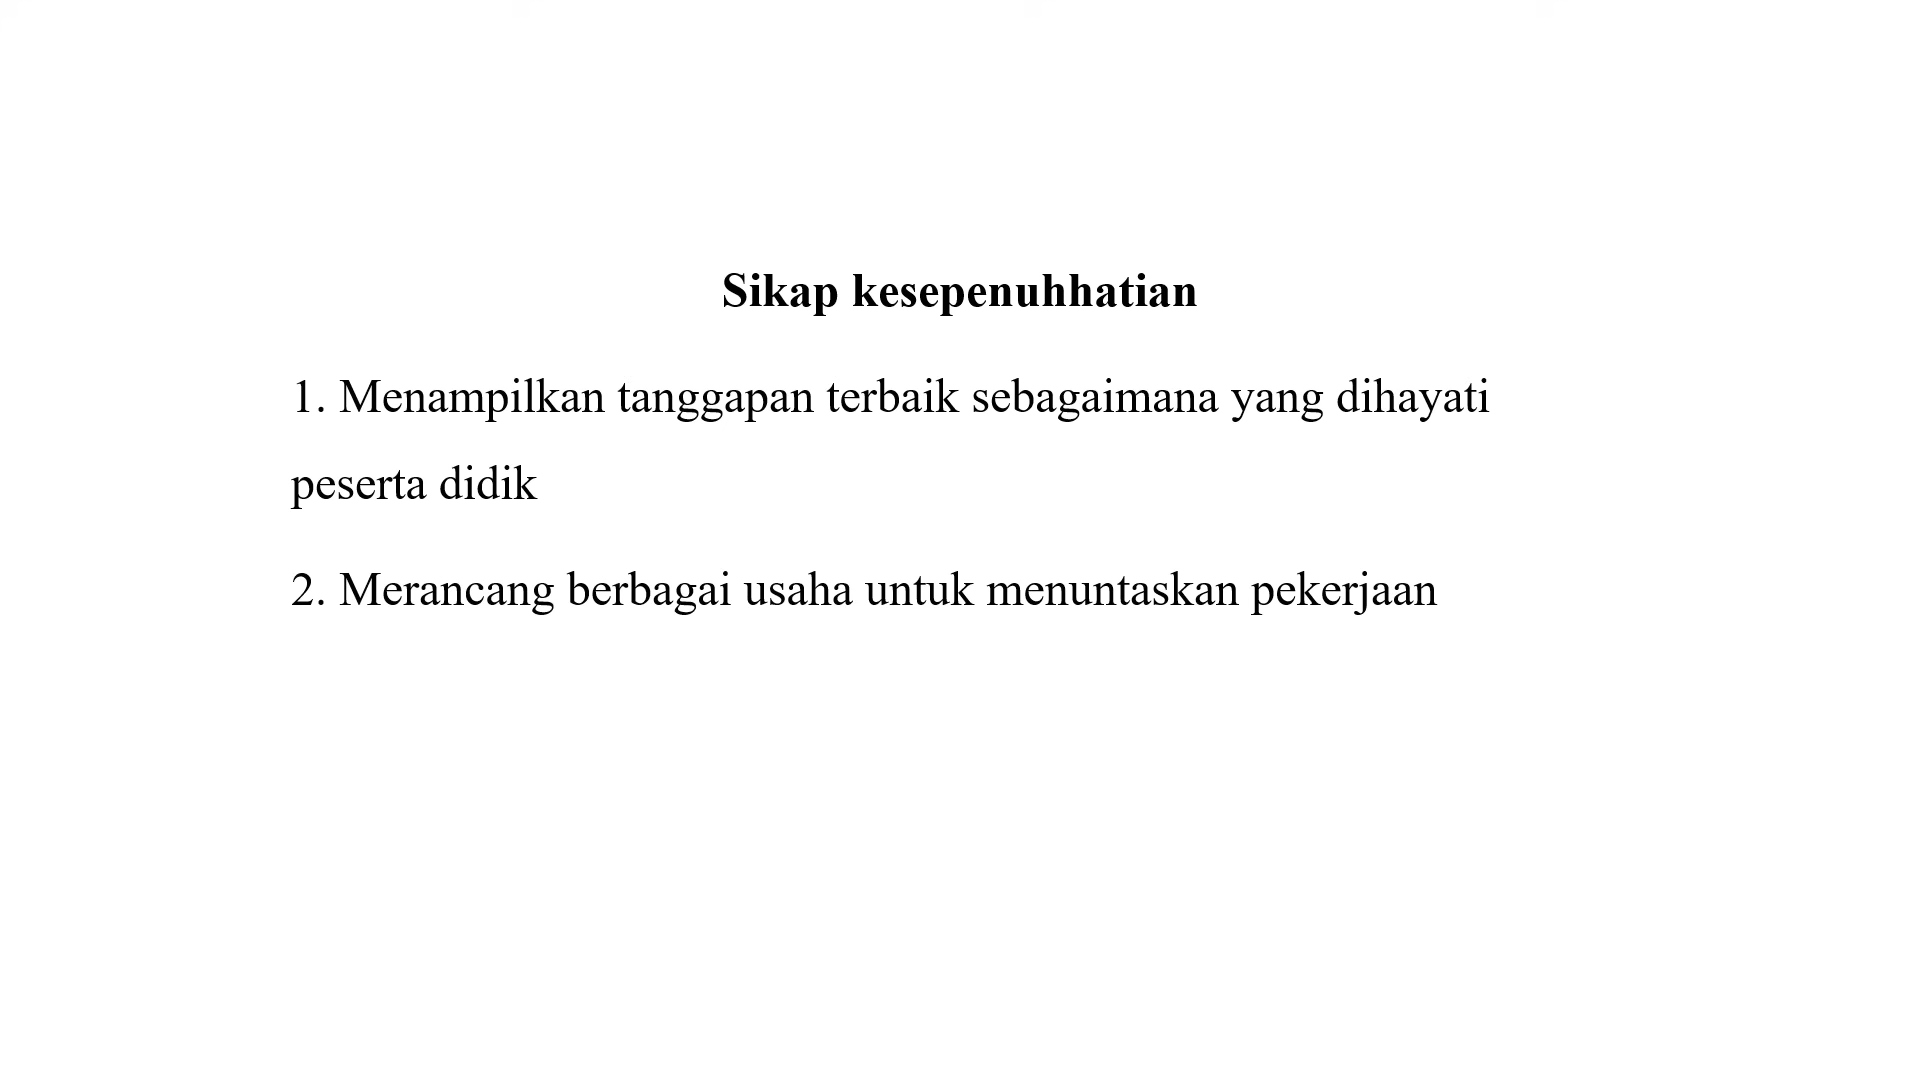 Sikap kesepenuhhatian
1. Menampilkan tanggapan terbaik sebagaimana yang dihayati
peserta didik
2. Merancang berbagai usaha untuk menuntaskan pekerjaan